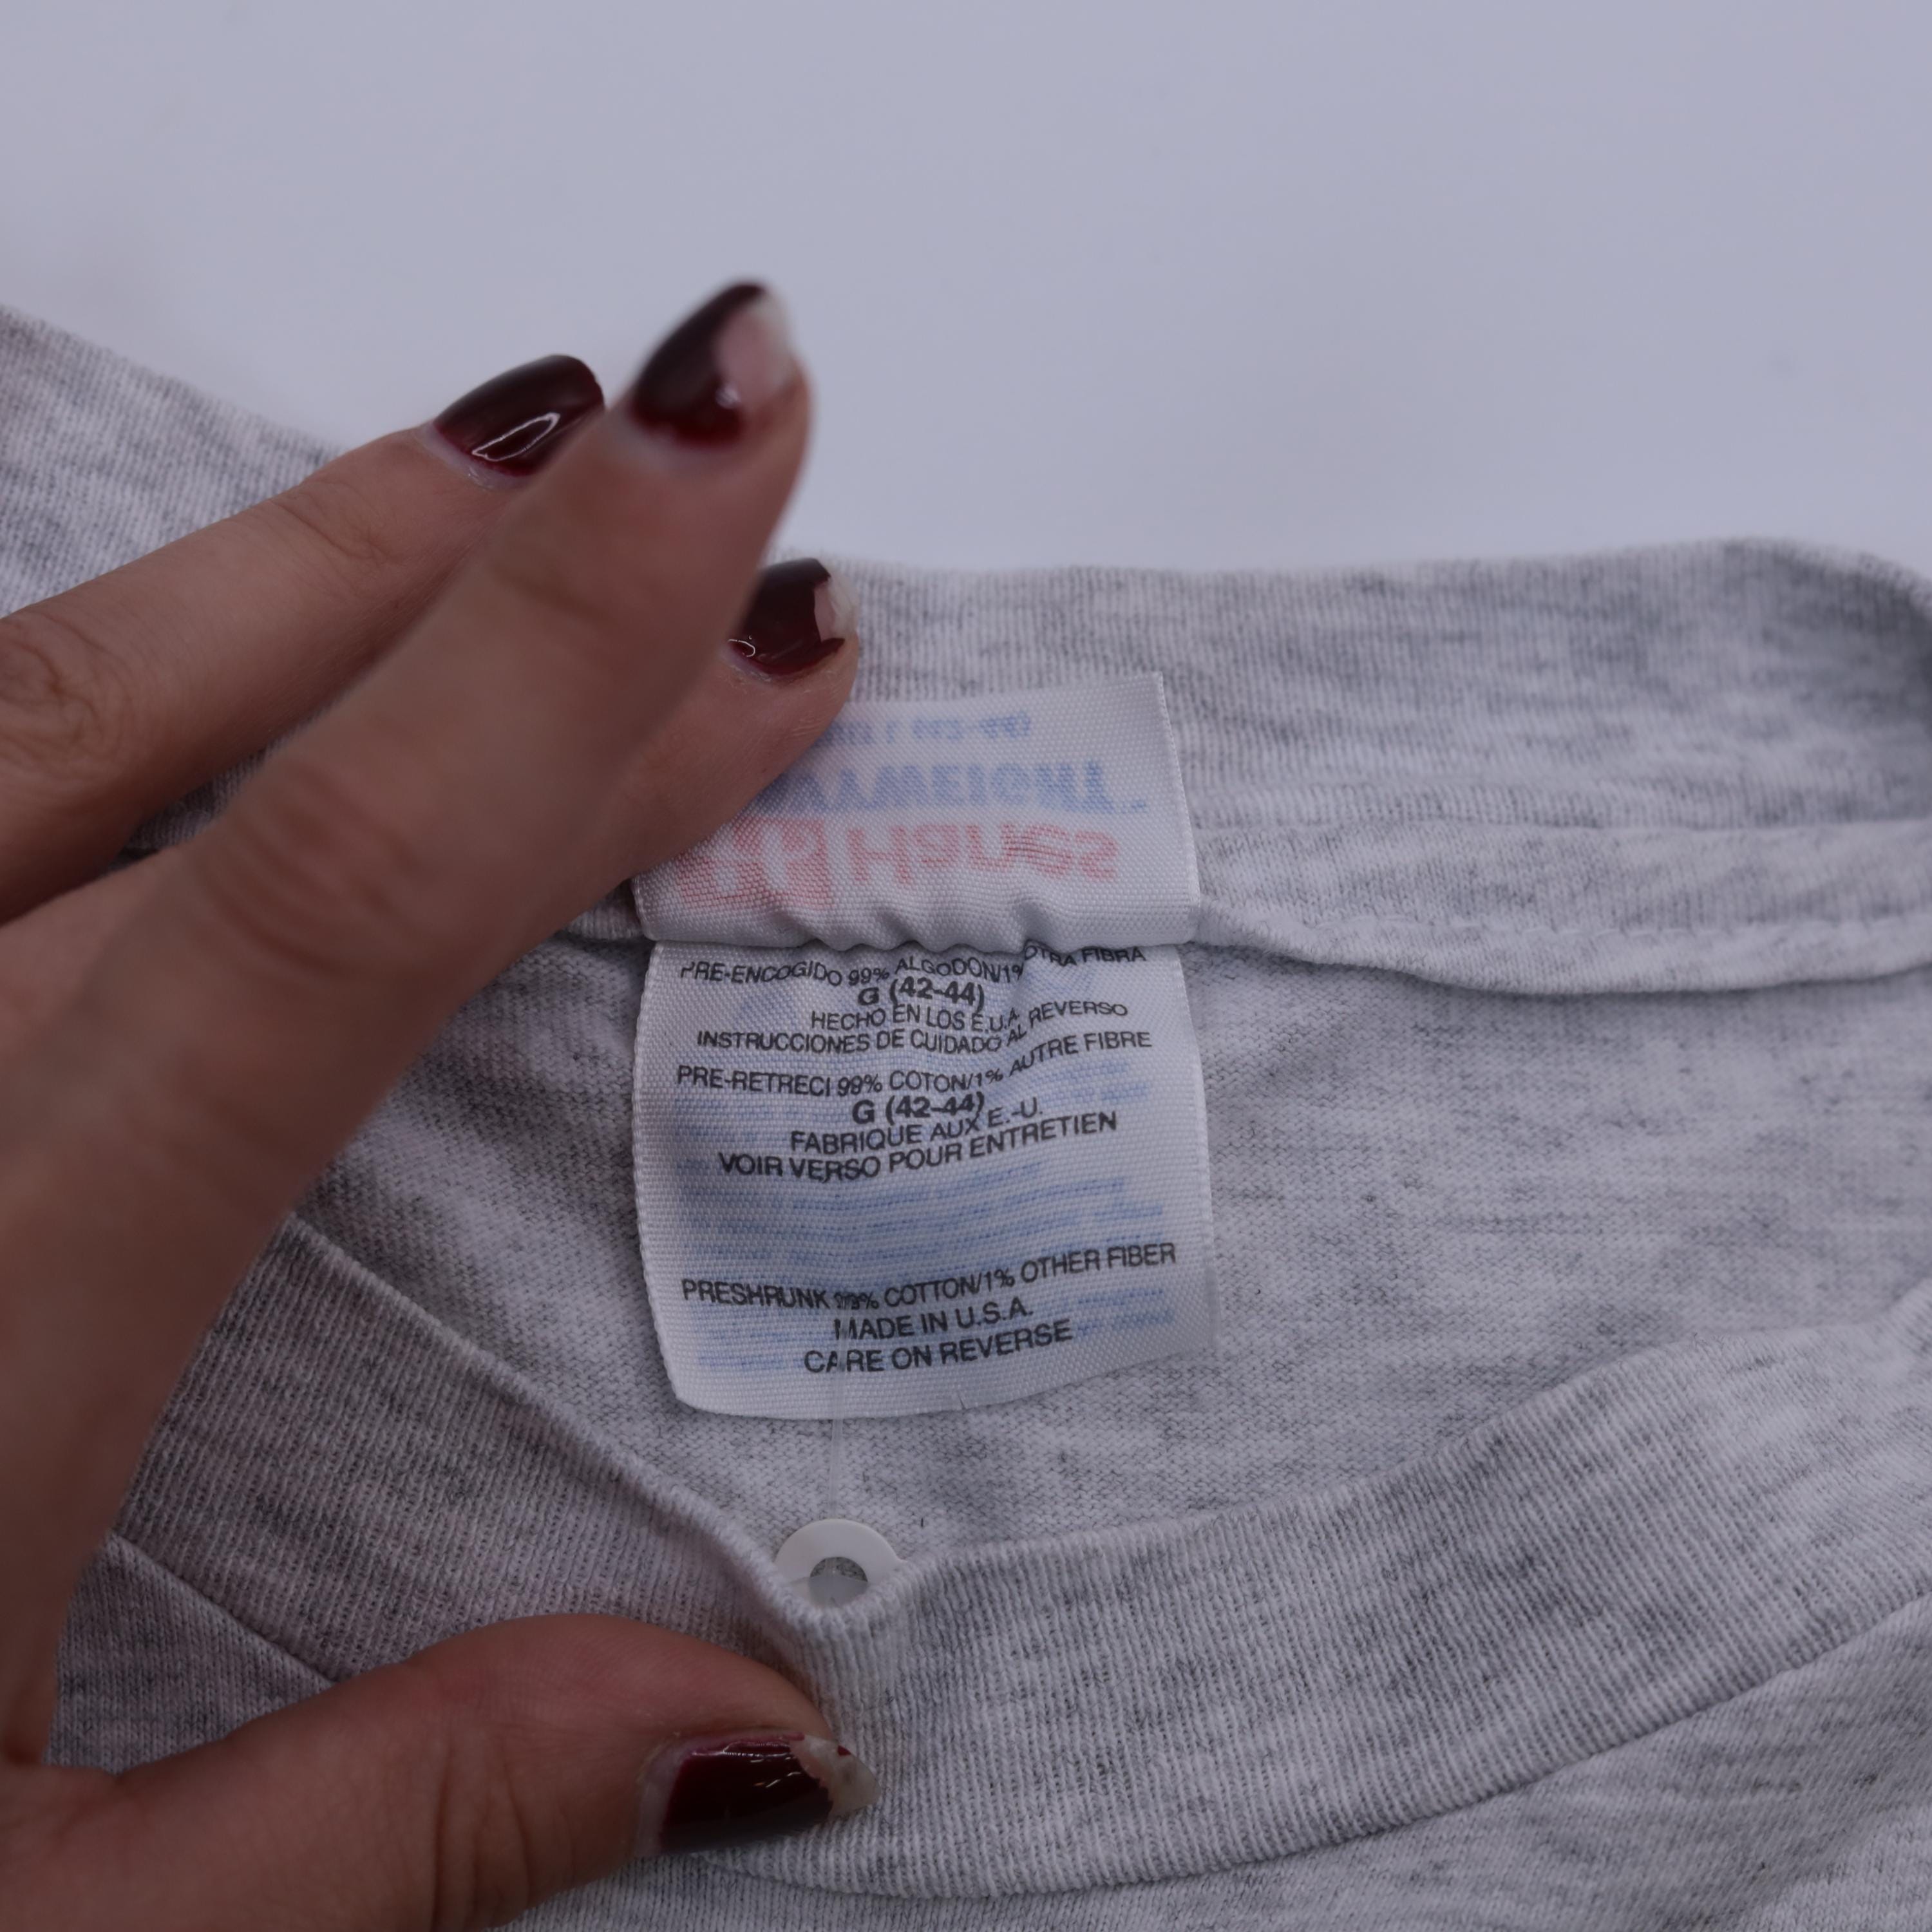 HEAVYWEIGHT™
Hanes
PRE-ENCOGIDO 99% ALGODON/1% OTRA FIBRA
G (42-44)
HECHO EN LOS E.U.A.
INSTRUCCIONES DE CUIDADO AL REVERSO
PRE-RETRECI 99% COTON/1% AUTRE FIBRE
G (42-44)
FABRIQUE AUX E.-U.
VOIR VERSO POUR ENTRETIEN
PRESHRUNK 99% COTTON/1% OTHER FIBER
MADE IN U.S.A.
CARE ON REVERSE